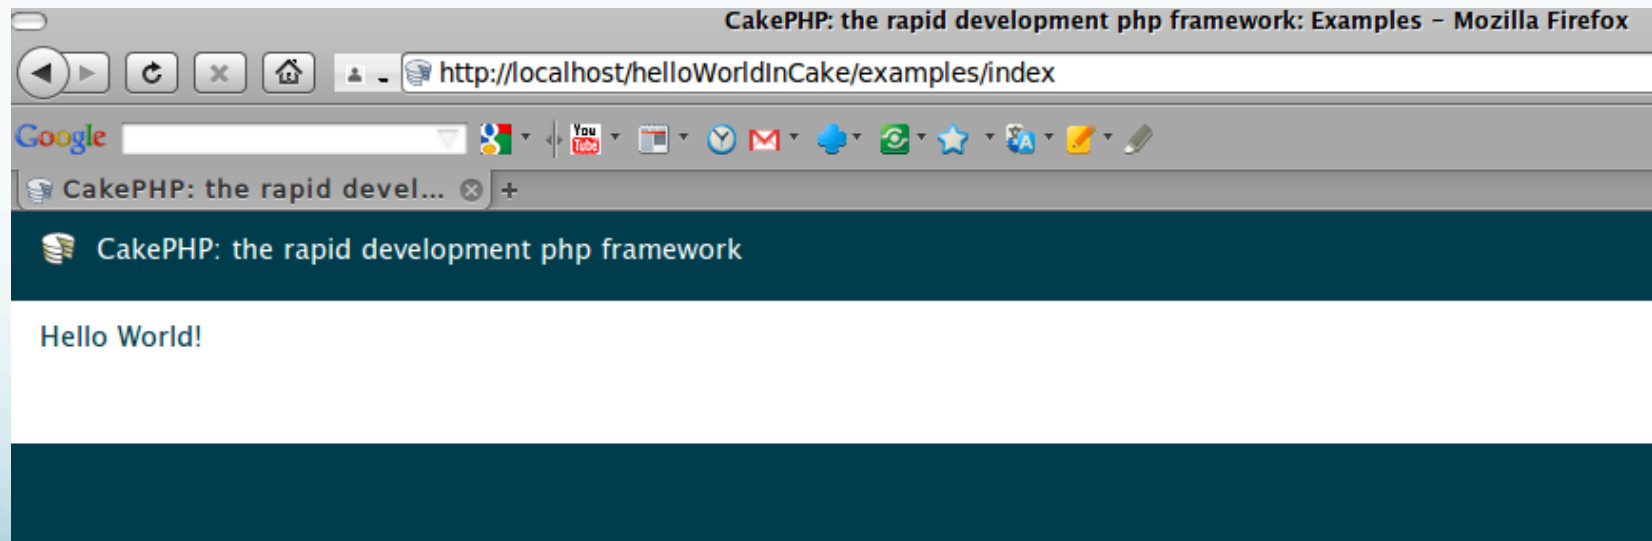 CakePHP: the rapid development php framework: Examples – Mozilla Firefox
http://localhost/helloWorldInCake/examples/index
Google
You Tube
CakePHP: the rapid devel...
CakePHP: the rapid development php framework
Hello World!